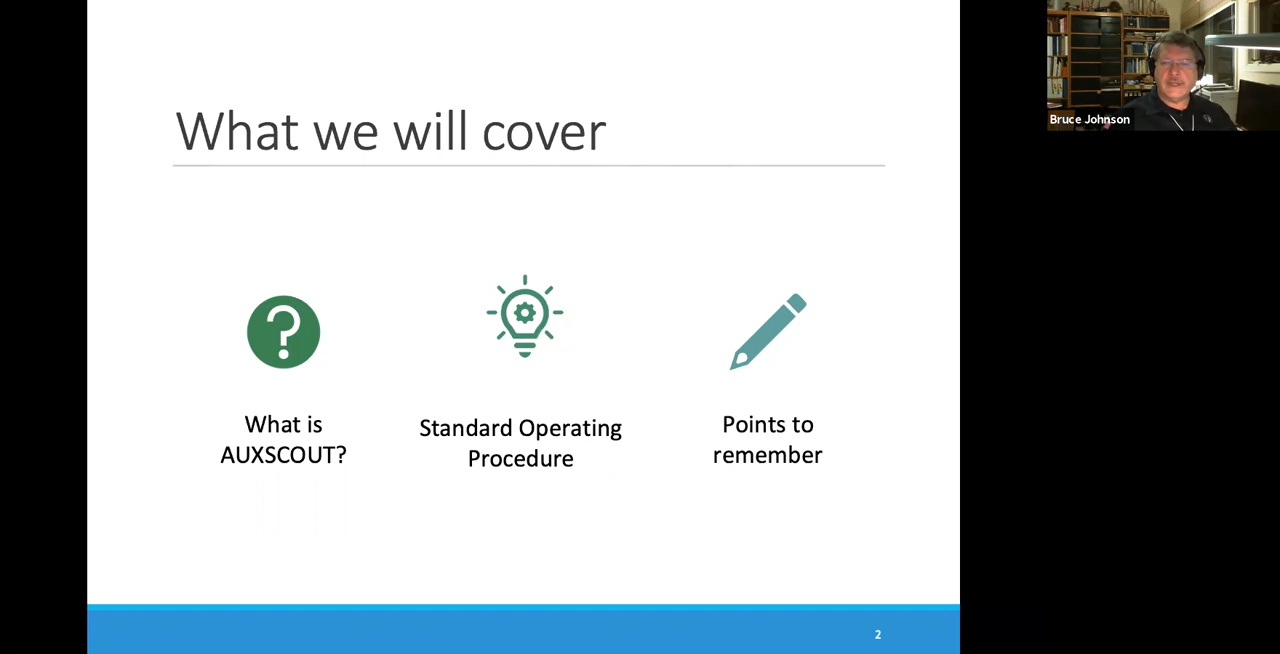 What we will cover
Bruce Johnson
What is
AUXSCOUT?
Standard Operating
Procedure
Points to
remember
2